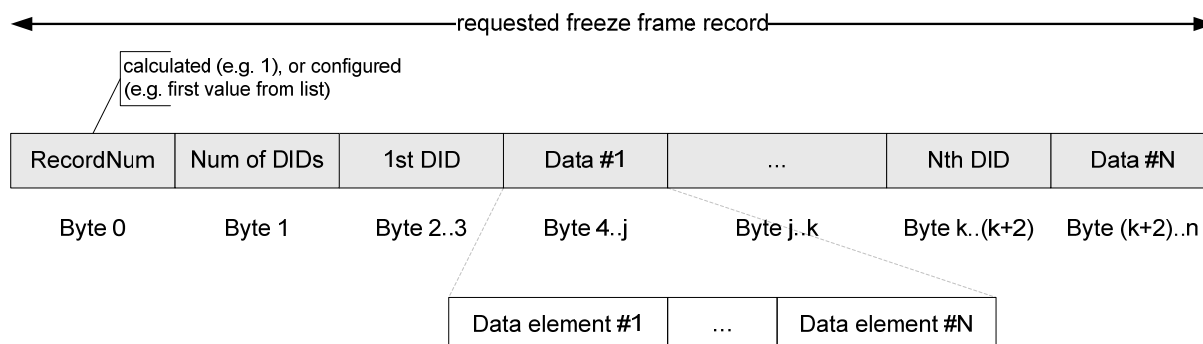 requested freeze frame record
calculated (e.g. 1), or configured
(e.g. first value from list)
RecordNum Num of DIDs 1st DID Data #1 ... Nth DID Data #N
Byte 0 Byte 1 Byte 2..3 Byte 4..j Byte j..k Byte k..(k+2) Byte (k+2)..n
Data element #1 ... Data element #N